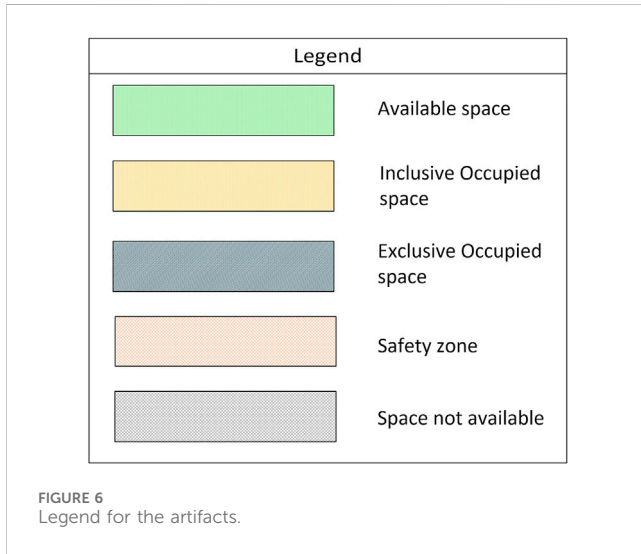 Legend
Available space
Inclusive Occupied
space
Exclusive Occupied
space
Safety zone
Space not available
FIGURE 6
Legend for the artifacts.